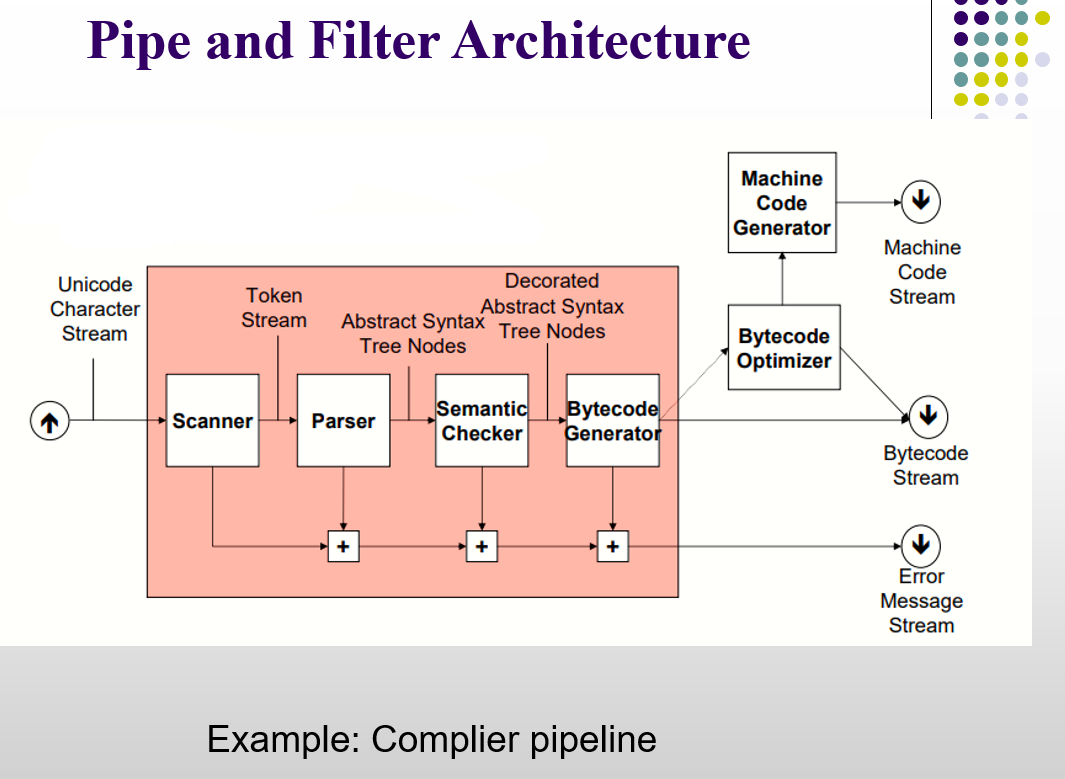 Pipe and Filter Architecture
Machine
Code
Generator
Machine
Code
Stream
Unicode
Character
Stream
Token
Stream
Abstract Syntax
Tree Nodes
Decorated
Abstract Syntax
Tree Nodes
Bytecode
Optimizer
Scanner
Parser
Semantic
Checker
Bytecode
Generator
Bytecode
Stream
+
+
+
Error
Message
Stream
Example: Complier pipeline